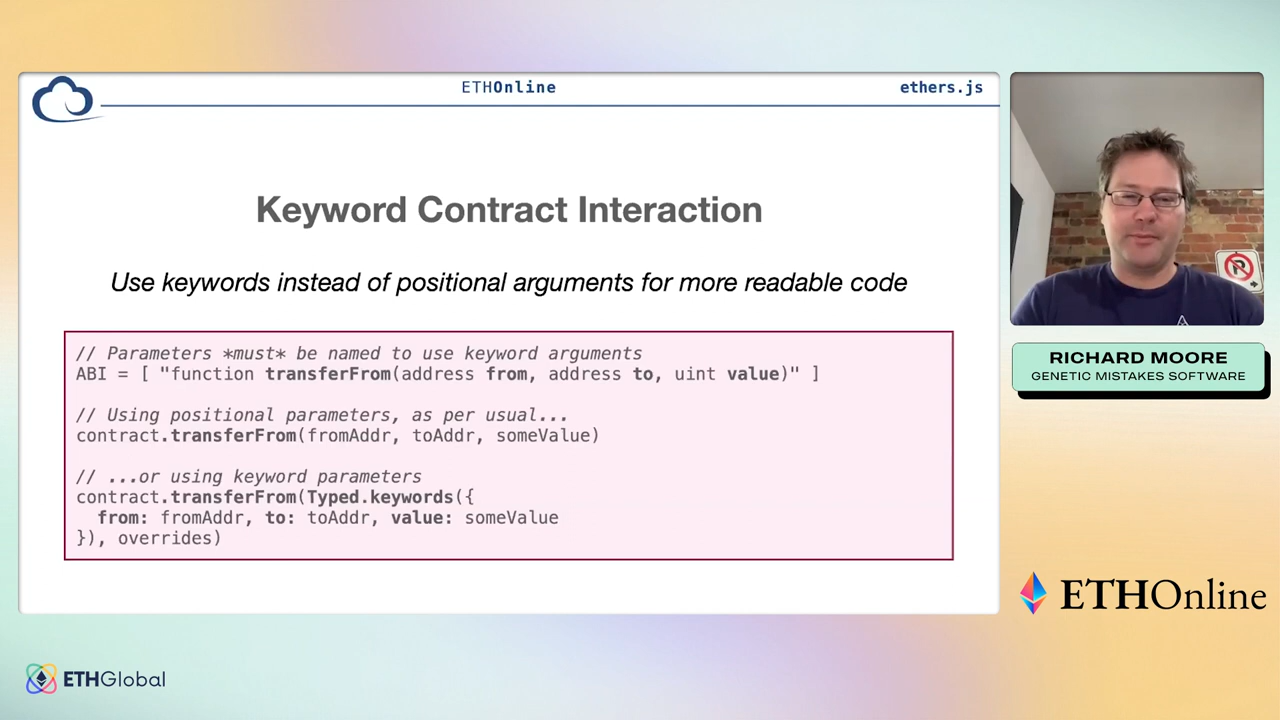 ETHOnline
ethers.js
Keyword Contract Interaction
Use keywords instead of positional arguments for more readable code
// Parameters *must* be named to use keyword arguments
ABI = [ "function transferFrom(address from, address to, uint value)" ]
// Using positional parameters, as per usual...
contract.transferFrom(fromAddr, toAddr, someValue)
// ...or using keyword parameters
contract.transferFrom(Typed.keywords({
from: fromAddr, to: toAddr, value: someValue
}), overrides)
RICHARD MOORE
GENETIC MISTAKES SOFTWARE
ETHOnline
ETHGlobal